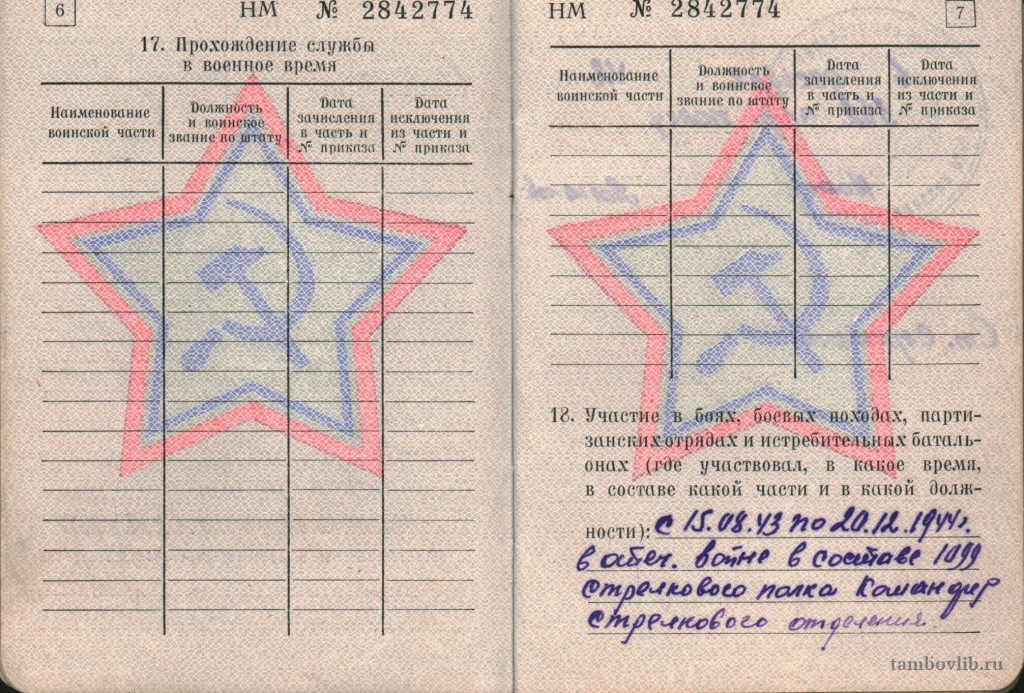 6
НМ № 2842774
17. Прохождение службы
в военное время
Наименование
воинской части
Должность
и воинское
звание по штату
Дата
зачисления
в часть и
№ приказа
Дата
исключения
из части и
№ приказа
НМ № 2842774
7
Наименование
воинской части
Должность
и воинское
звание по штату
Дата
зачисления
в часть и
№ приказа
Дата
исключения
из части и
№ приказа
18. Участие в боях, боевых походах, парти-
занских отрядах и истребительных баталь-
онах (где участвовал, в какое время,
в составе какой части и в какой долж-
ности): с 15.08.43 по 20.12.1944г.
в отеч. войне в составе 1099
Стрелкового полка Командир
Стрелкового отделения.
tambovlib.ru